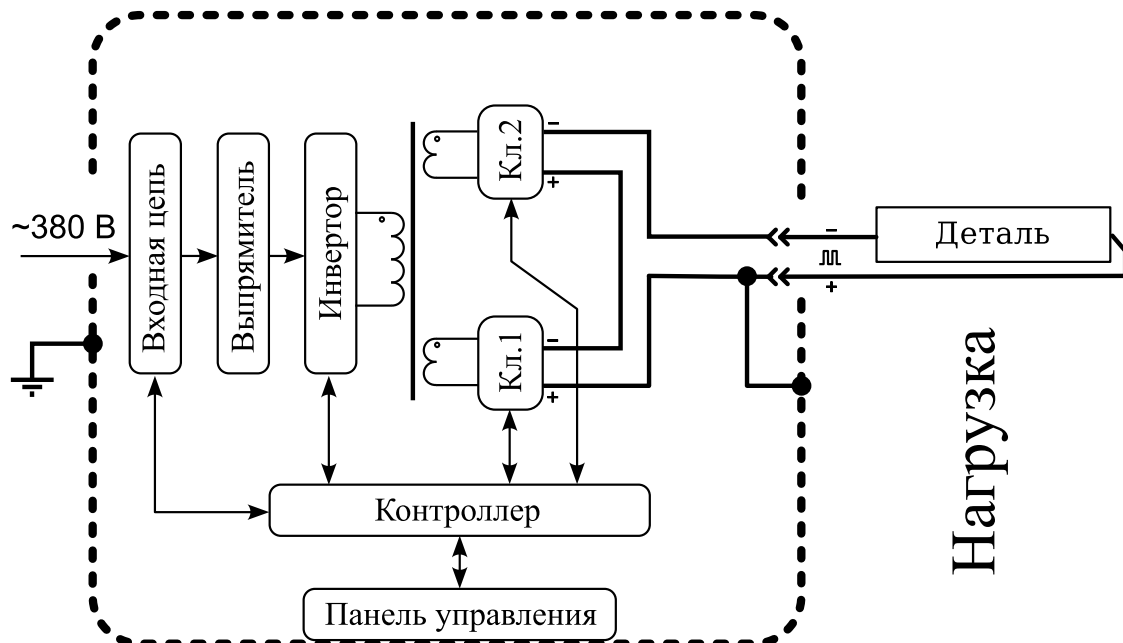 ~380 В
Входная цепь
Выпрямитель
Инвертор
Кл.2
−
+
Кл.1
−
+
−
+
Деталь
Нагрузка
Контроллер
Панель управления